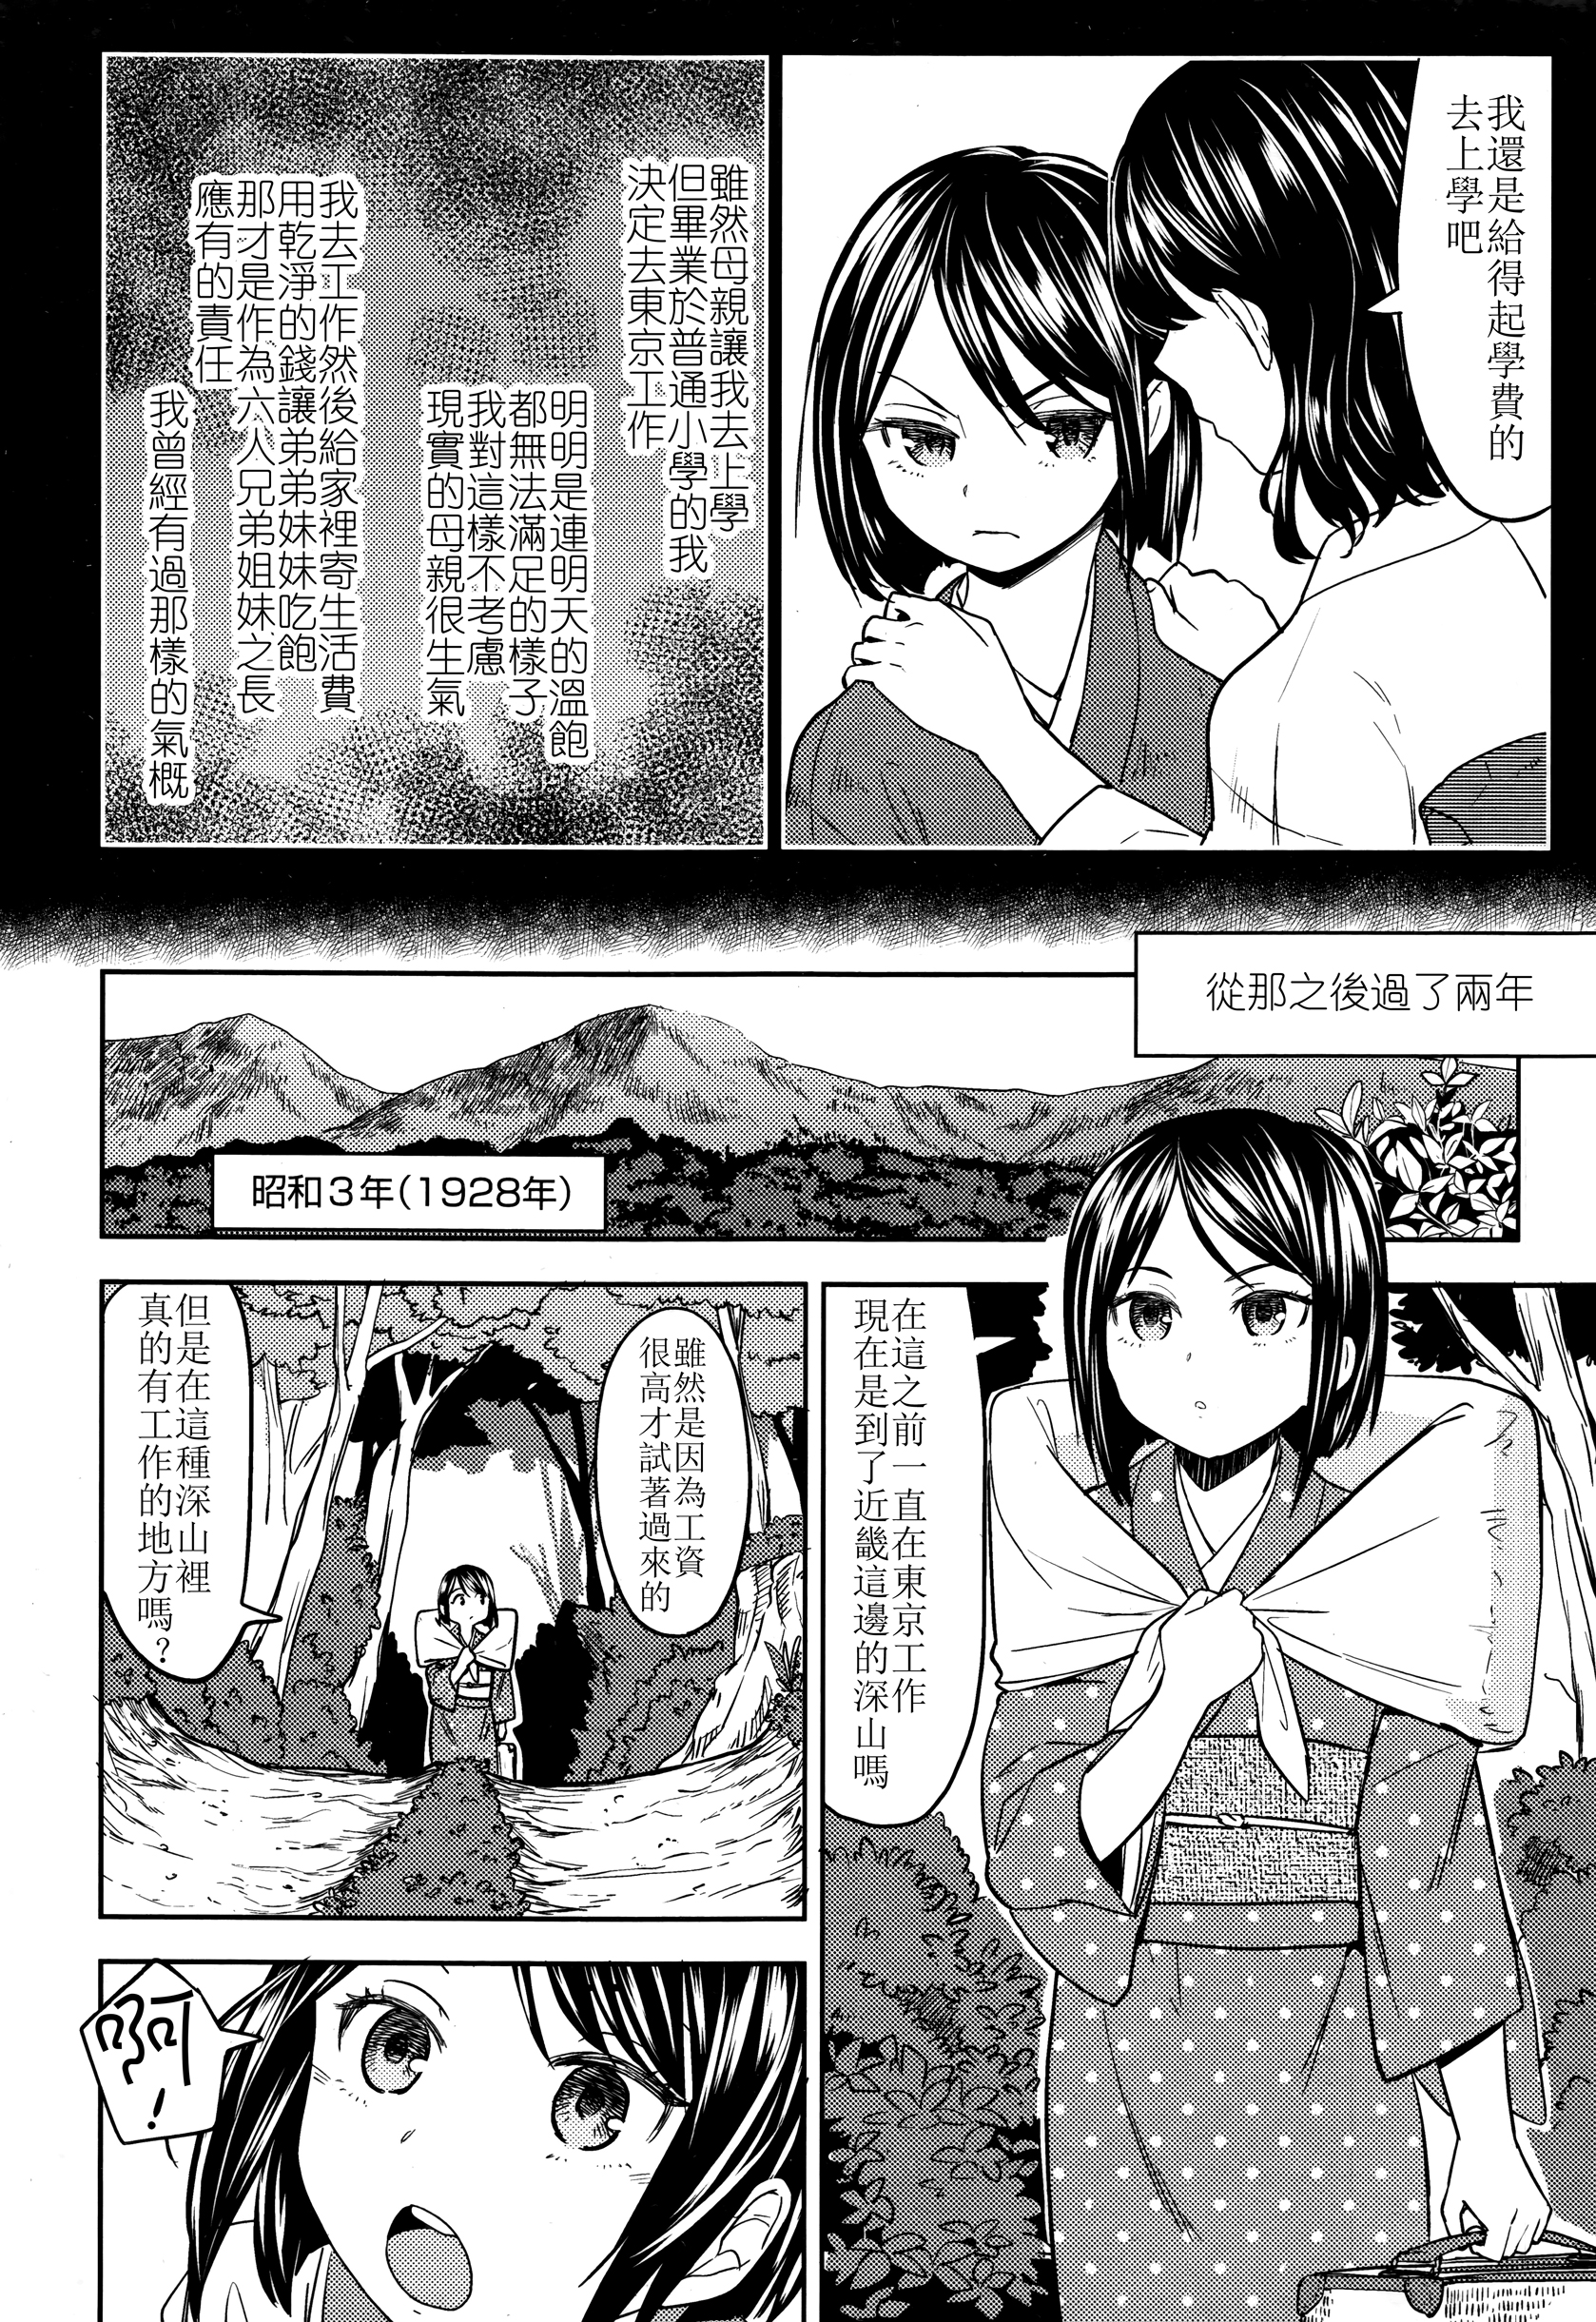 我還是給得起學費的
去上學吧
雖然母親讓我去上學
但畢業於普通小學的我
決定去東京工作
明明是連明天的溫飽
都無法滿足的樣子
我對這樣不考慮
現實的母親很生氣
我去工作然後給家裡寄生活費
用乾淨的錢讓弟弟妹妹吃飽
那才是作為六人兄弟姐妹之長
應有的責任
我曾經有過那樣的氣概
從那之後過了兩年
昭和3年(1928年)
在這之前一直在東京工作
現在是到了近畿這邊的深山嗎
雖然是因為工資
很高才試著過來的
但是在這種深山裡
真的有工作的地方嗎?
啊!